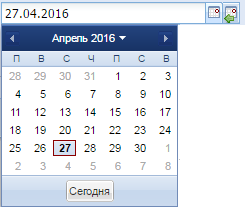 27.04.2016
Апрель 2016
П В С Ч П С В
28 29 30 31 1 2 3
4 5 6 7 8 9 10
11 12 13 14 15 16 17
18 19 20 21 22 23 24
25 26 27 28 29 30 1
2 3 4 5 6 7 8
Сегодня